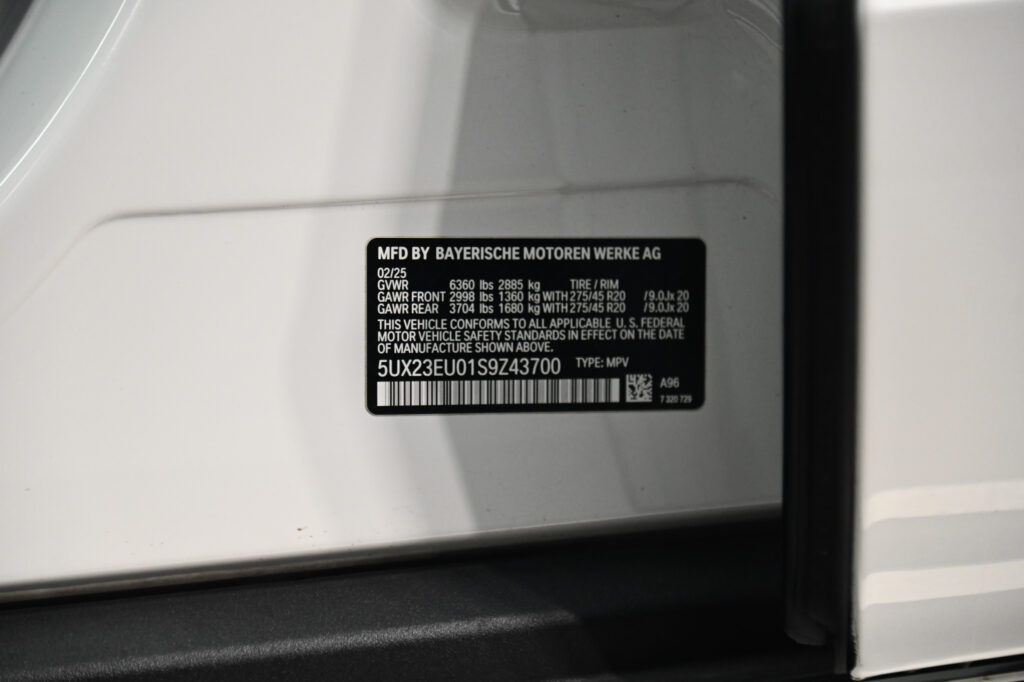 MFD BY BAYERISCHE MOTOREN WERKE AG
02/25
GVWR 6360 lbs 2885 kg TIRE / RIM
GAWR FRONT 2998 lbs 1360 kg WITH 275/45 R20 / 9.0Jx 20
GAWR REAR 3704 lbs 1680 kg WITH 275/45 R20 / 9.0Jx 20
THIS VEHICLE CONFORMS TO ALL APPLICABLE U. S. FEDERAL
MOTOR VEHICLE SAFETY STANDARDS IN EFFECT ON THE DATE
OF MANUFACTURE SHOWN ABOVE.
5UX23EU01S9Z43700 TYPE: MPV
A96
7 320 729